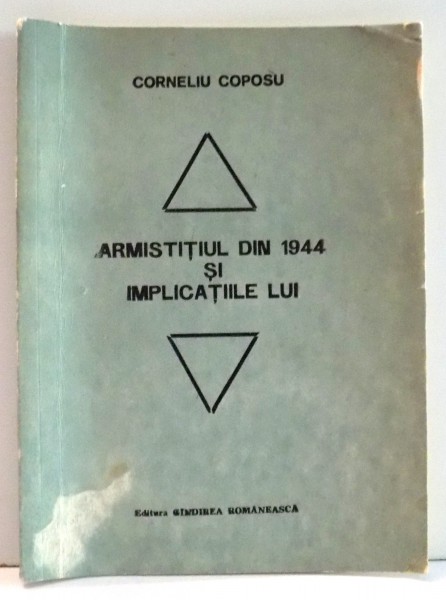 CORNELIU COPOSU
ARMISTIȚIUL DIN 1944
ȘI
IMPLICAȚIILE LUI
Editura GÎNDIREA ROMÂNEASCĂ